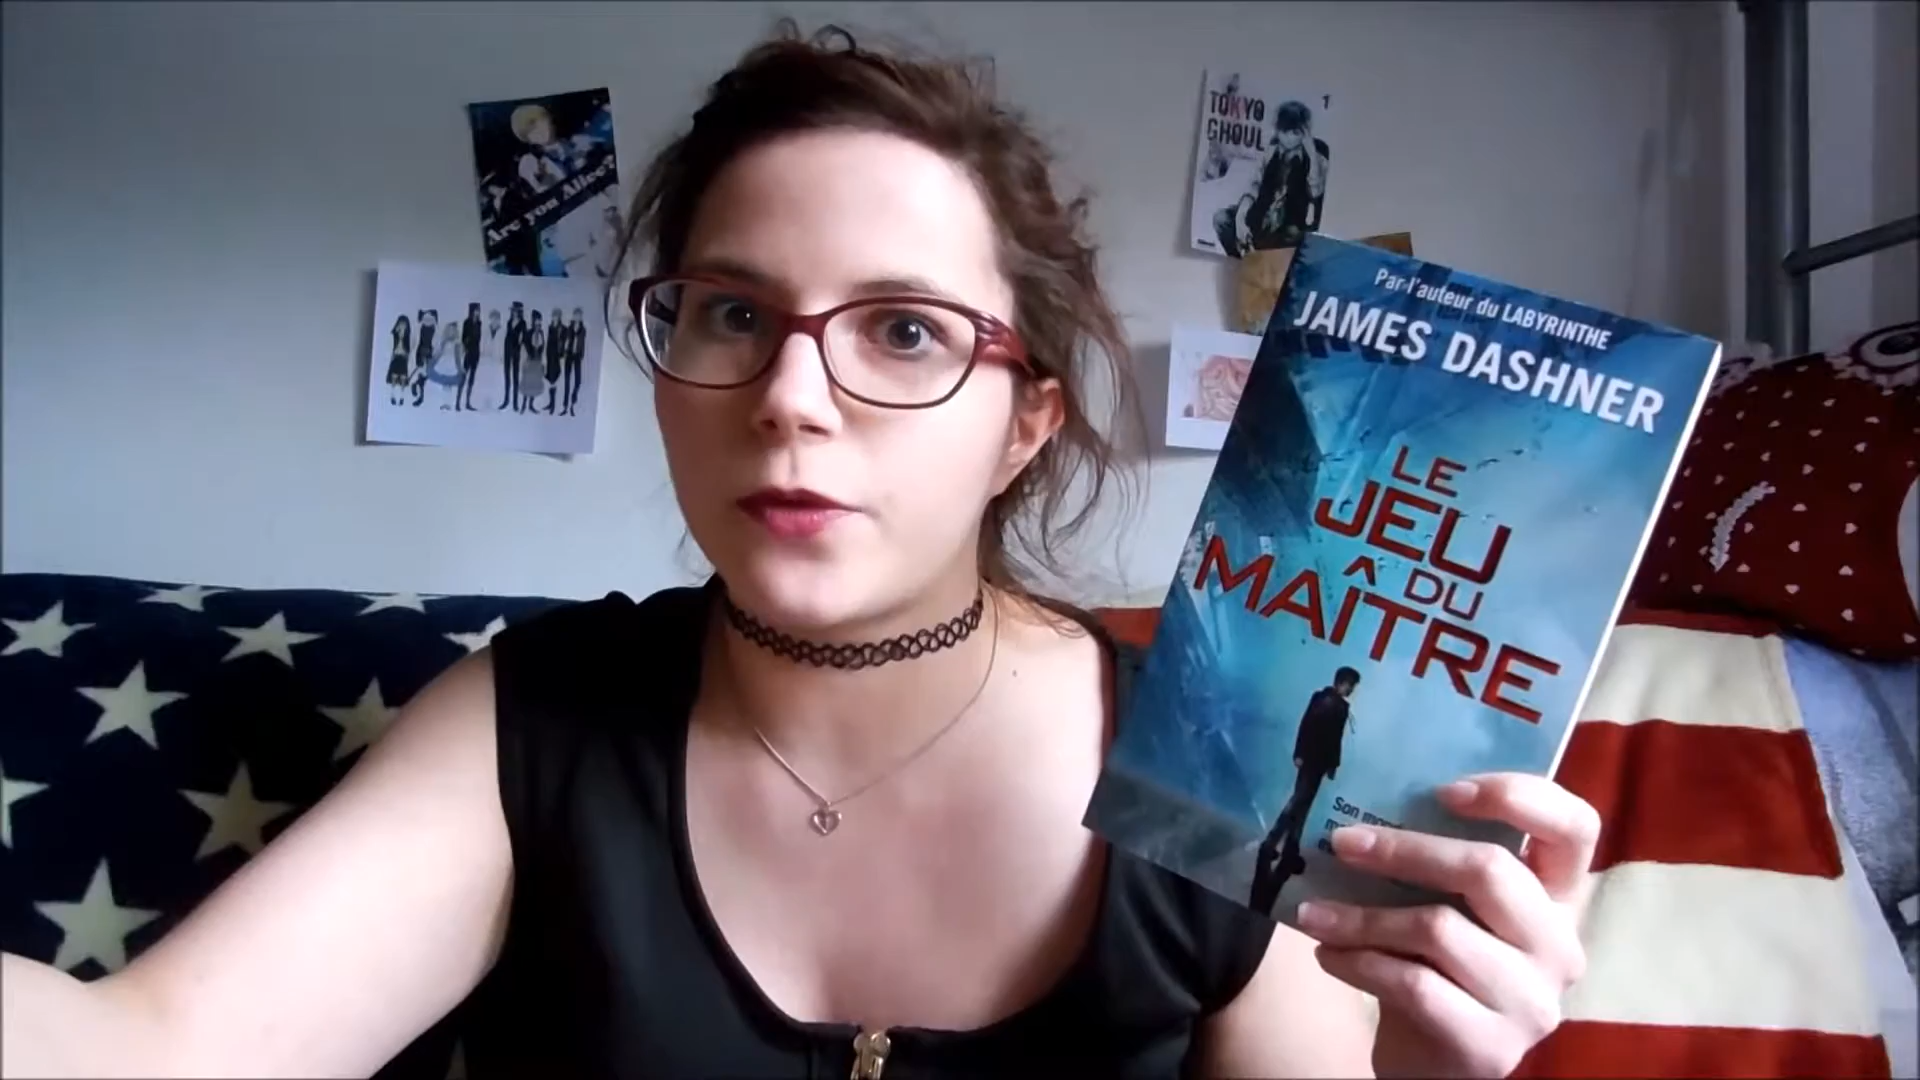 Are you Alice?
TOKYO
GHOUL
1
Par l'auteur du LABYRINTHE
JAMES DASHNER
LE
JEU
DU
MAÎTRE
Son